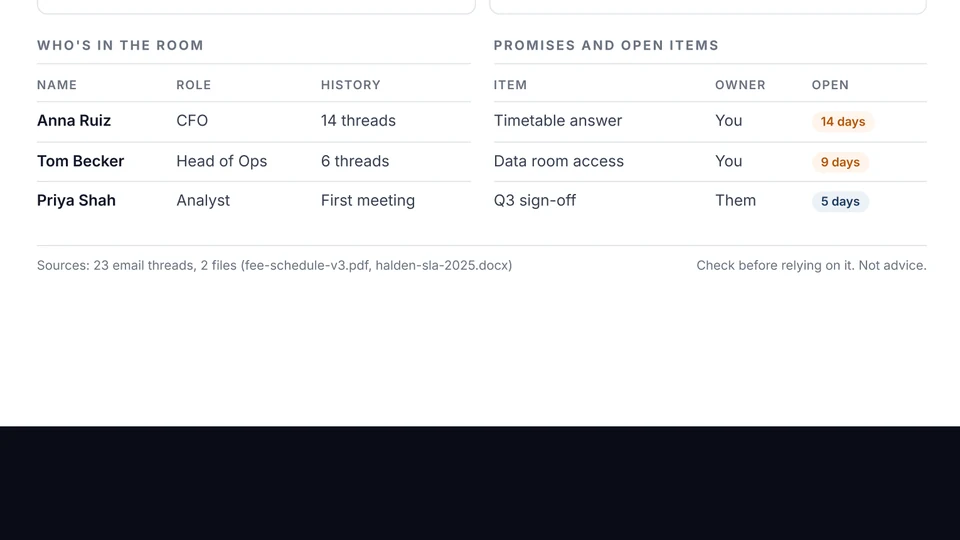 WHO'S IN THE ROOM
NAME ROLE HISTORY
Anna Ruiz CFO 14 threads
Tom Becker Head of Ops 6 threads
Priya Shah Analyst First meeting
PROMISES AND OPEN ITEMS
ITEM OWNER OPEN
Timetable answer You 14 days
Data room access You 9 days
Q3 sign-off Them 5 days
Sources: 23 email threads, 2 files (fee-schedule-v3.pdf, halden-sla-2025.docx)
Check before relying on it. Not advice.